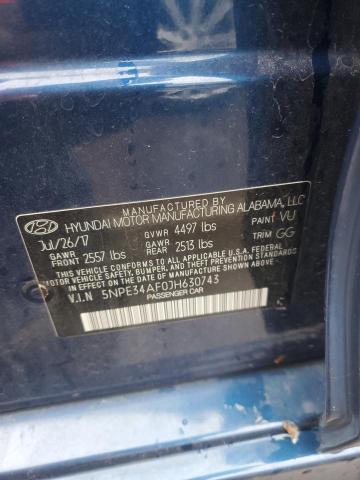 MANUFACTURED BY
HYUNDAI MOTOR MANUFACTURING ALABAMA, LLC
Jul/26/17 GVWR 4497 lbs PAINT VU
GAWR FRONT 2557 lbs GAWR REAR 2513 lbs TRIM GG
THIS VEHICLE CONFORMS TO ALL APPLICABLE U.S. FEDERAL
MOTOR VEHICLE SAFETY, BUMPER, AND THEFT PREVENTION
STANDARDS IN EFFECT ON THE DATE OF MANUFACTURE SHOWN ABOVE.
V.I.N 5NPE34AF0JH630743
PASSENGER CAR